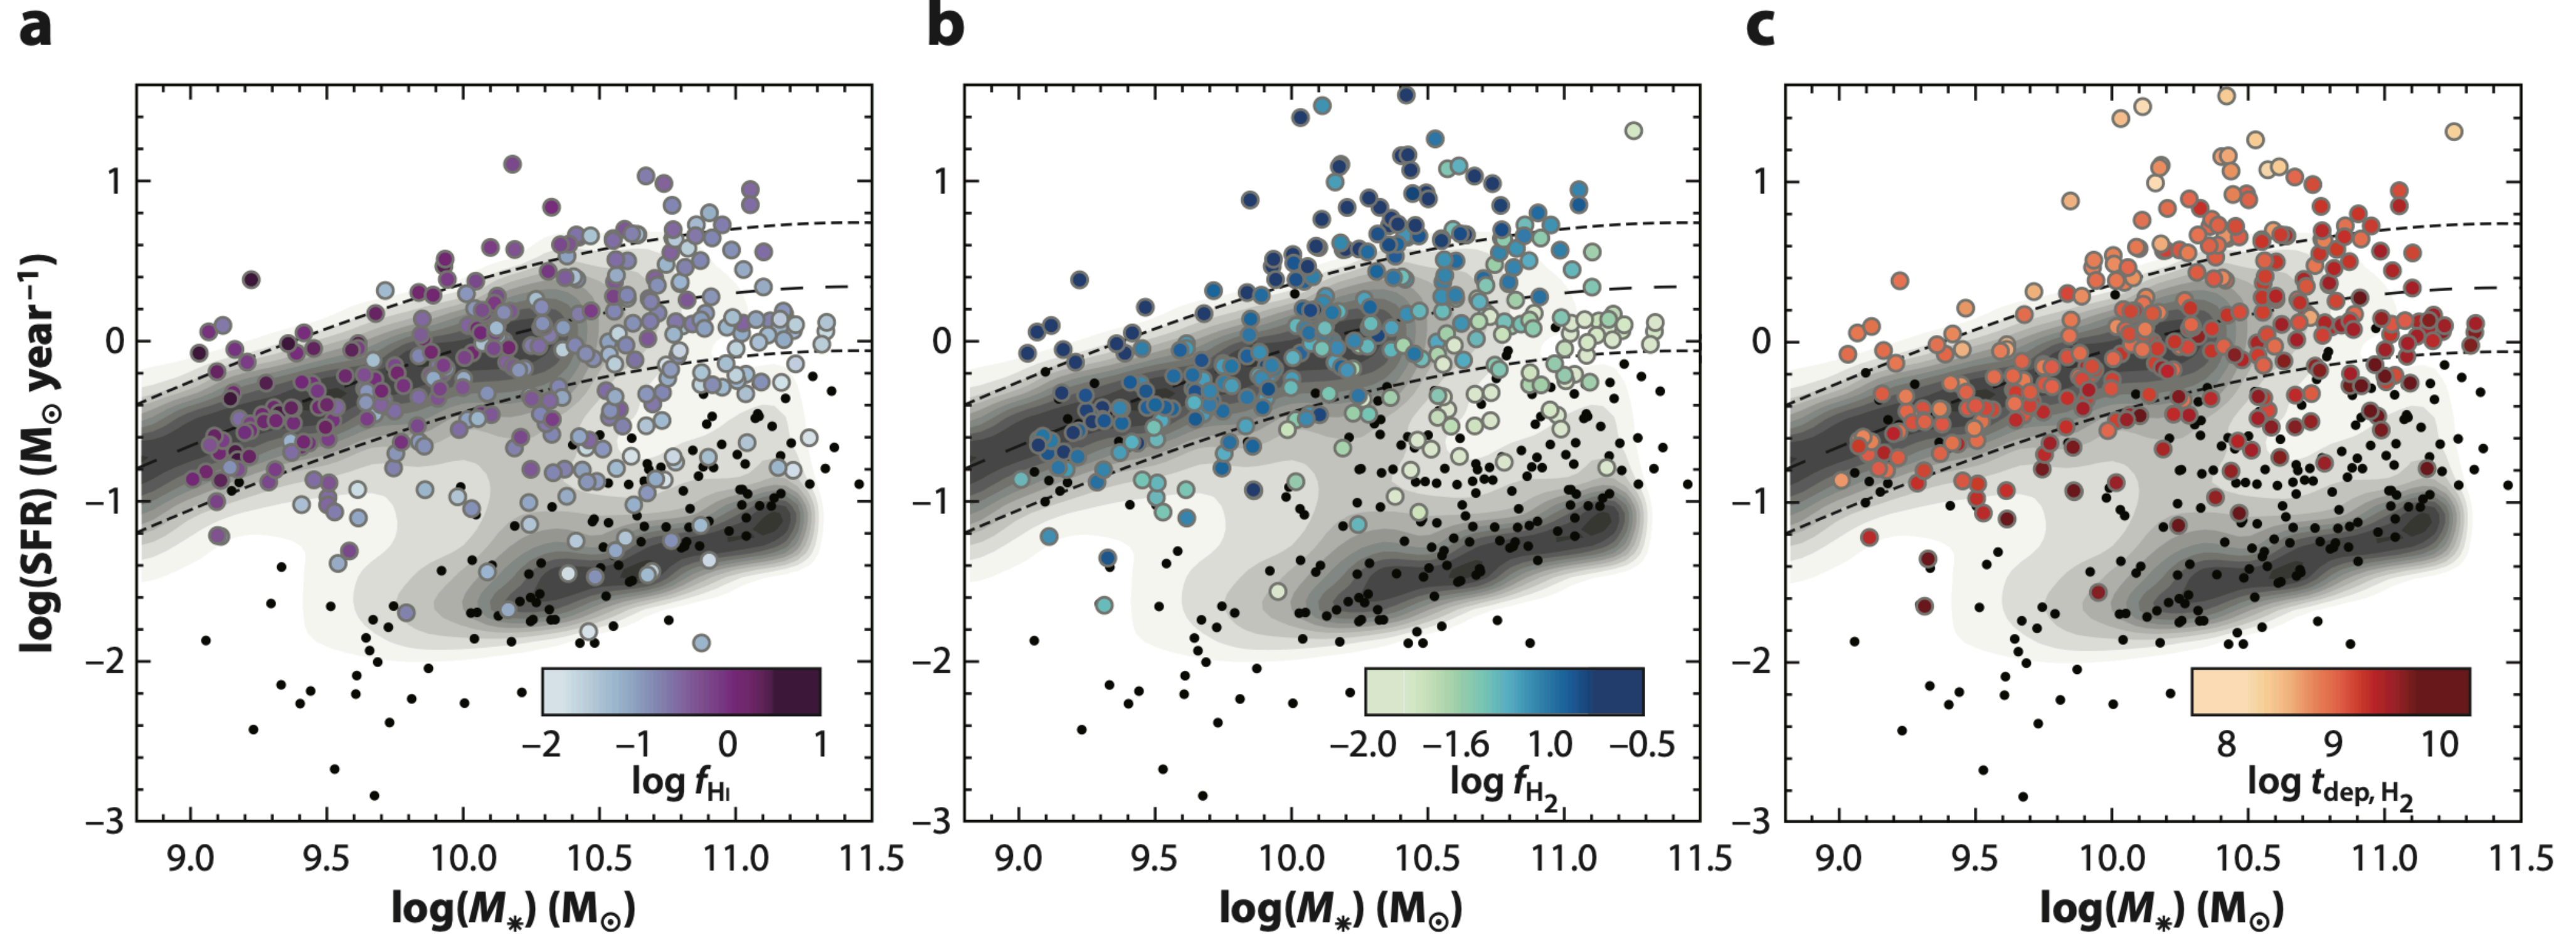 a
b
c
log(SFR) (M⊙ year−1)
1
0
−1
−2
−3
9.0 9.5 10.0 10.5 11.0 11.5
log(M*) (M⊙)
−2 −1 0 1
log fHI
1
0
−1
−2
−3
9.0 9.5 10.0 10.5 11.0 11.5
log(M*) (M⊙)
−2.0 −1.6 1.0 −0.5
log fH2
1
0
−1
−2
−3
9.0 9.5 10.0 10.5 11.0 11.5
log(M*) (M⊙)
8 9 10
log tdep, H2